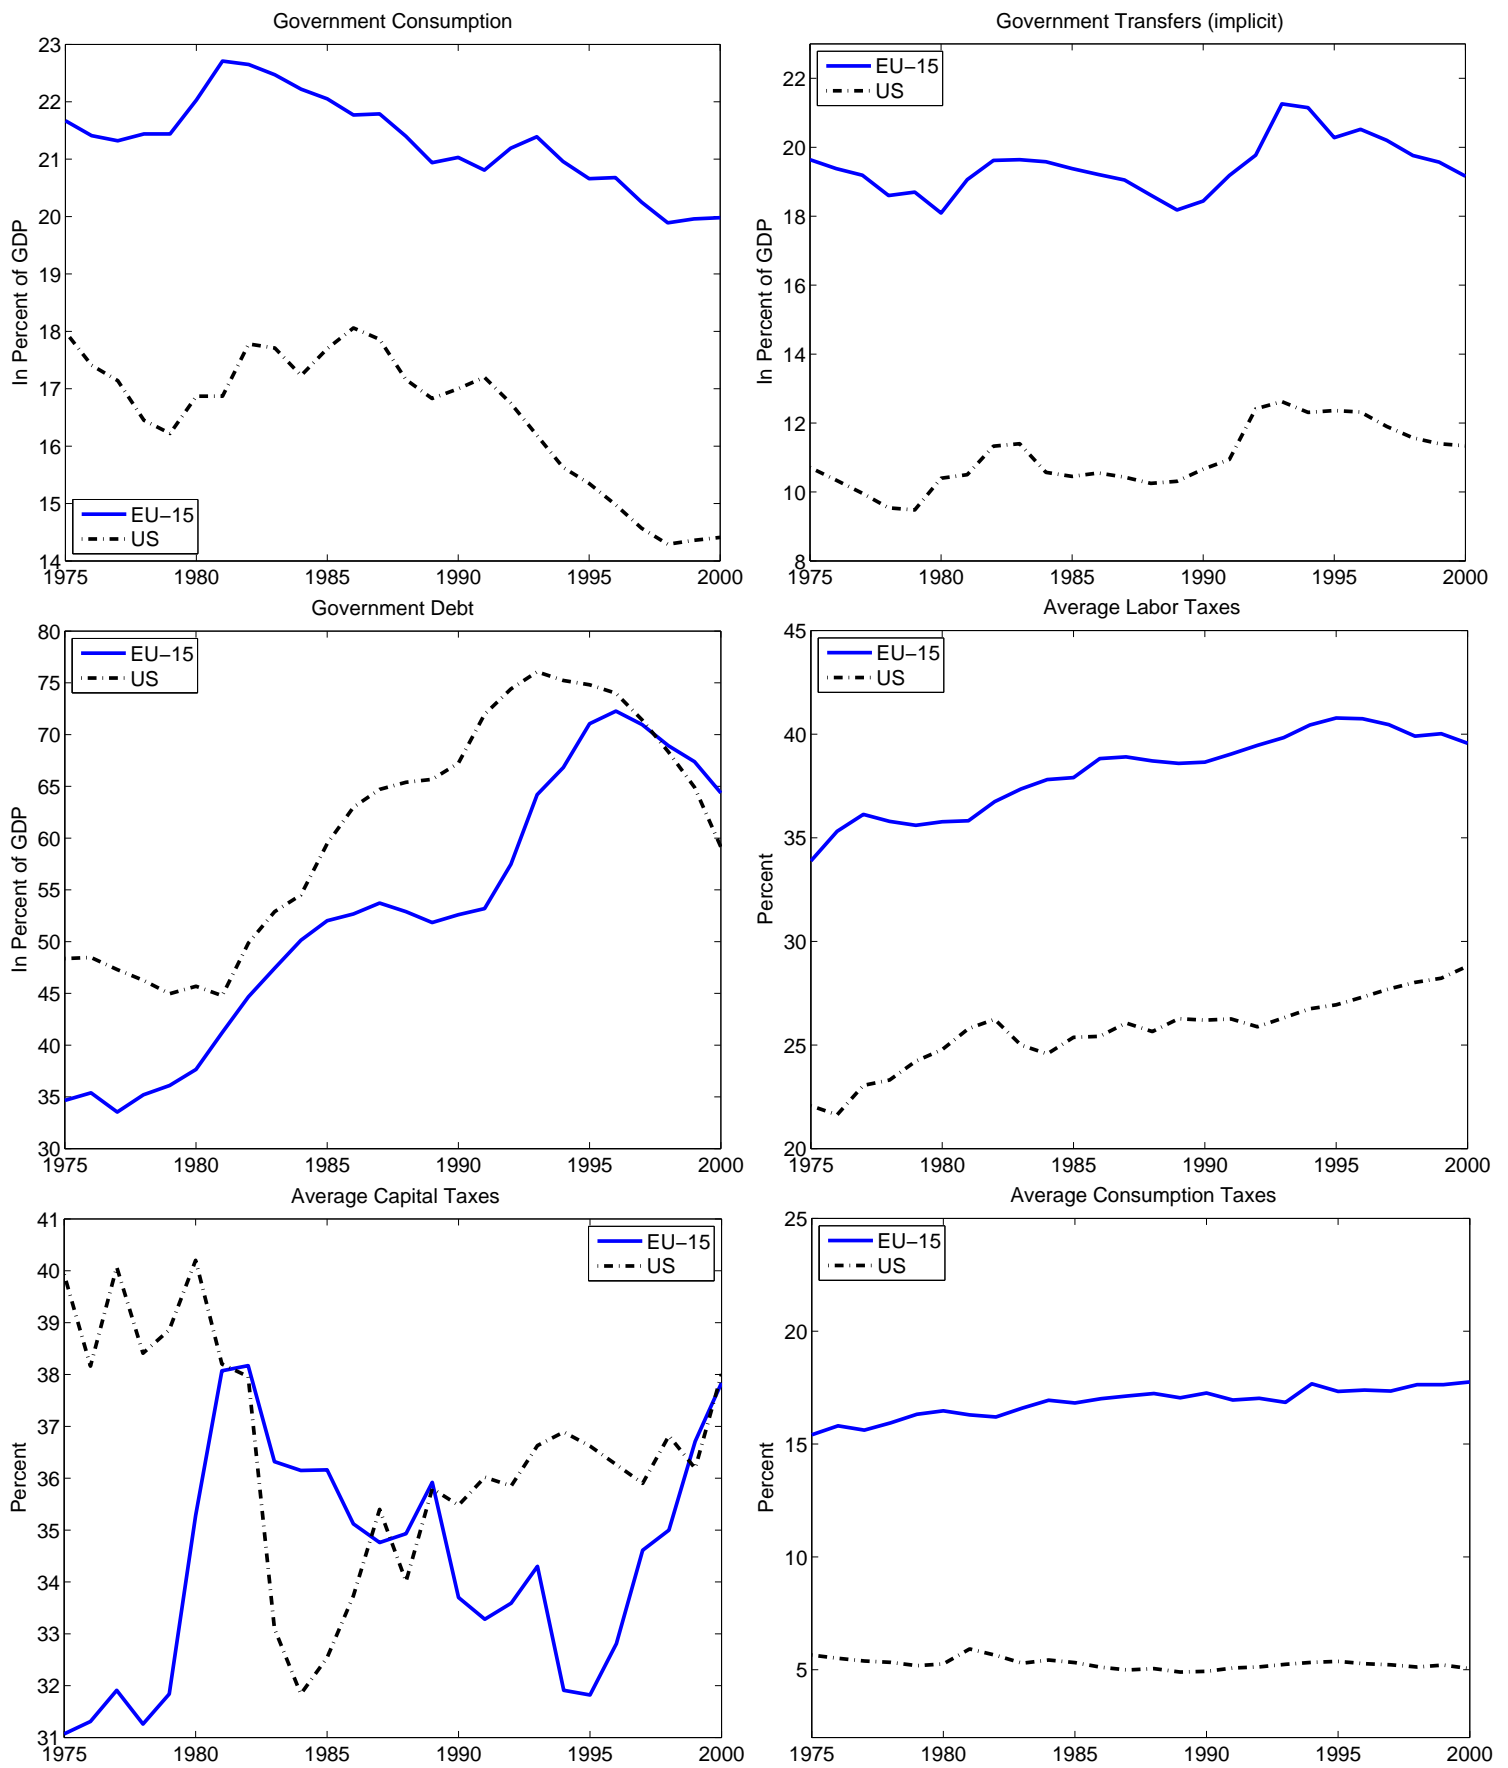 Government Consumption
23
22
21
20
19
18
17
16
15
14
In Percent of GDP
EU−15
US
1975 1980 1985 1990 1995 2000
Government Transfers (implicit)
22
20
18
16
14
12
10
8
In Percent of GDP
EU−15
US
1975 1980 1985 1990 1995 2000
Government Debt
80
75
70
65
60
55
50
45
40
35
30
In Percent of GDP
EU−15
US
1975 1980 1985 1990 1995 2000
Average Labor Taxes
45
40
35
30
25
20
Percent
EU−15
US
1975 1980 1985 1990 1995 2000
Average Capital Taxes
41
40
39
38
37
36
35
34
33
32
31
Percent
EU−15
US
1975 1980 1985 1990 1995 2000
Average Consumption Taxes
25
20
15
10
5
Percent
EU−15
US
1975 1980 1985 1990 1995 2000